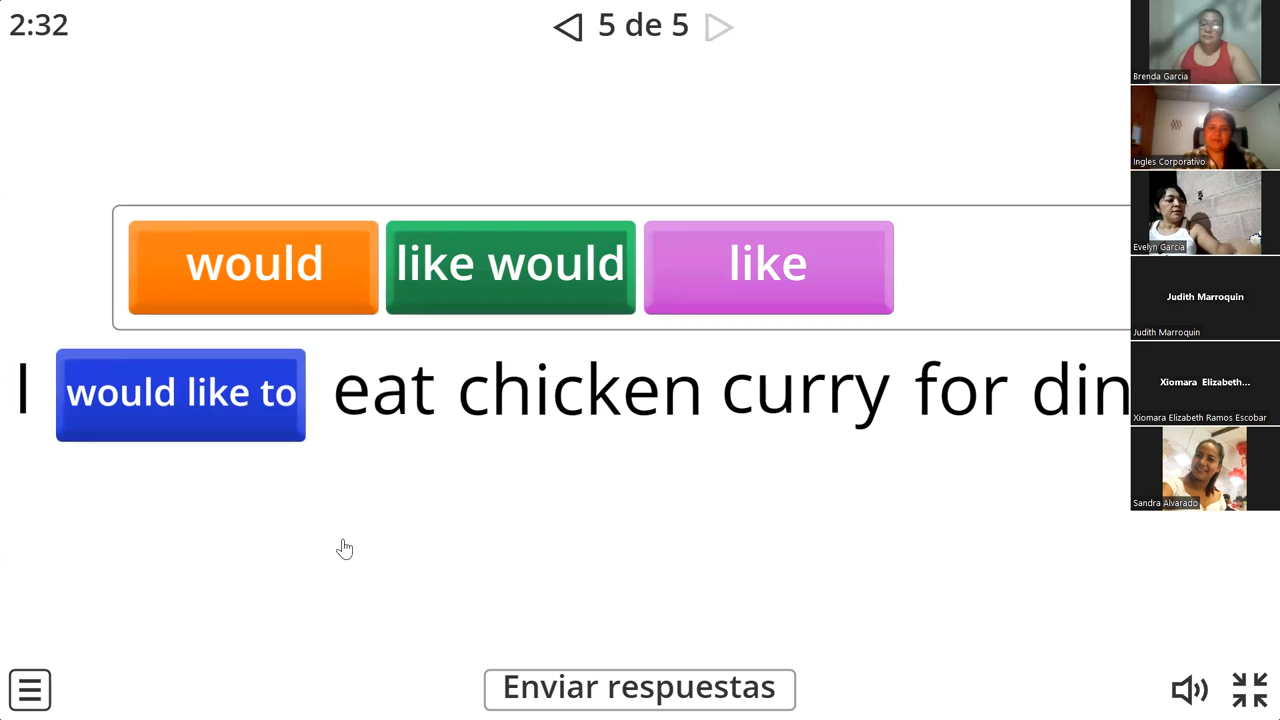 2:32
5 de 5
would
like would
like
I would like to eat chicken curry for din
Enviar respuestas
Brenda Garcia
Ingles Corporativo
Evelyn Garcia
Judith Marroquin
Judith Marroquin
Xiomara Elizabeth...
Xiomara Elizabeth Ramos Escobar
Sandra Alvarado